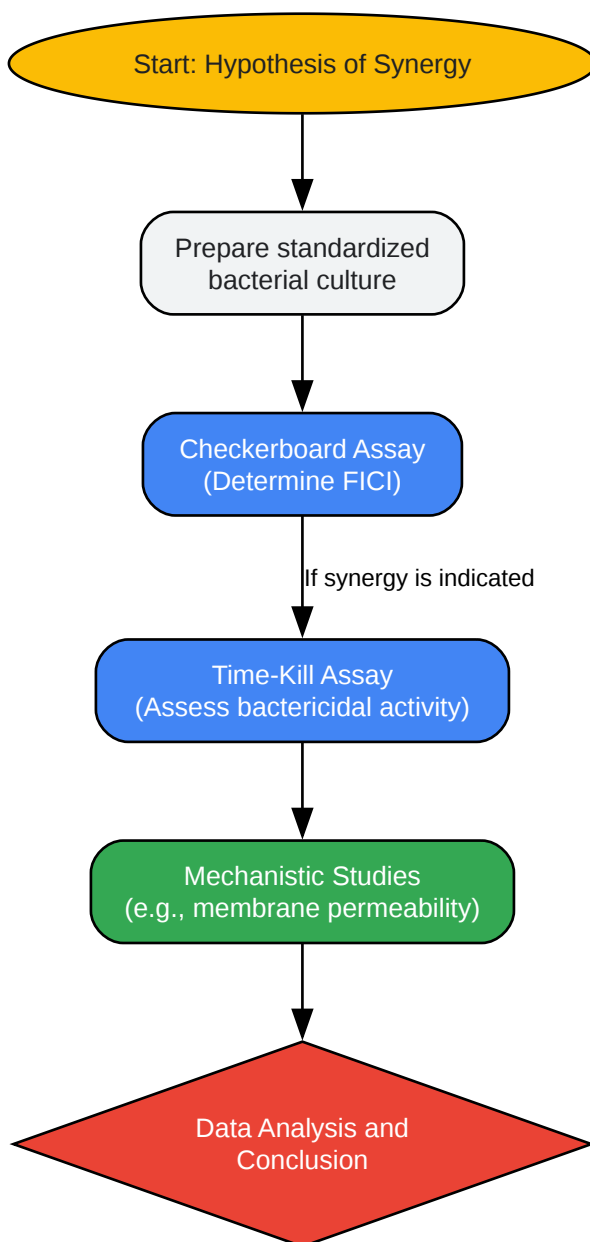 Start: Hypothesis of Synergy
Prepare standardized
bacterial culture
Checkerboard Assay
(Determine FICI)
If synergy is indicated
Time-Kill Assay
(Assess bactericidal activity)
Mechanistic Studies
(e.g., membrane permeability)
Data Analysis and
Conclusion